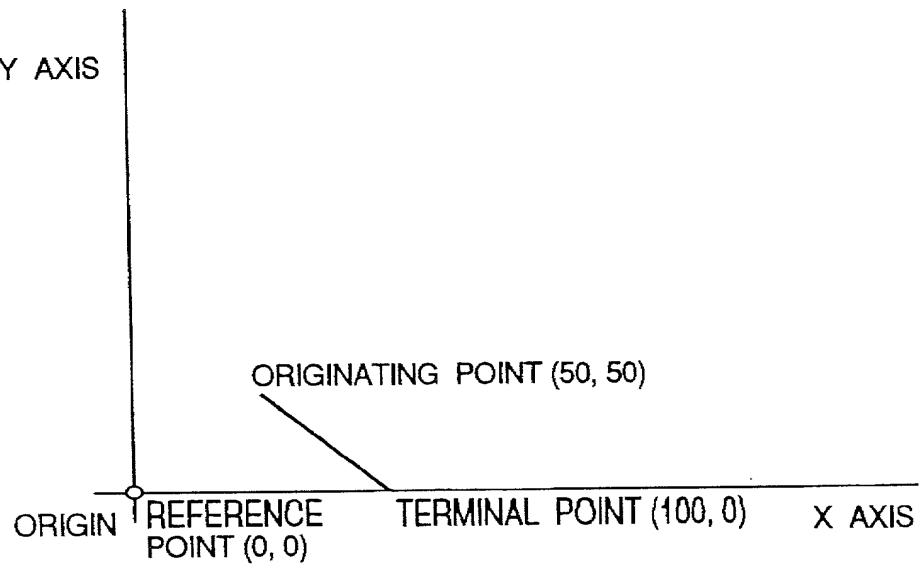 Y AXIS
ORIGINATING POINT (50, 50)
ORIGIN
REFERENCE
POINT (0, 0)
TERMINAL POINT (100, 0)
X AXIS